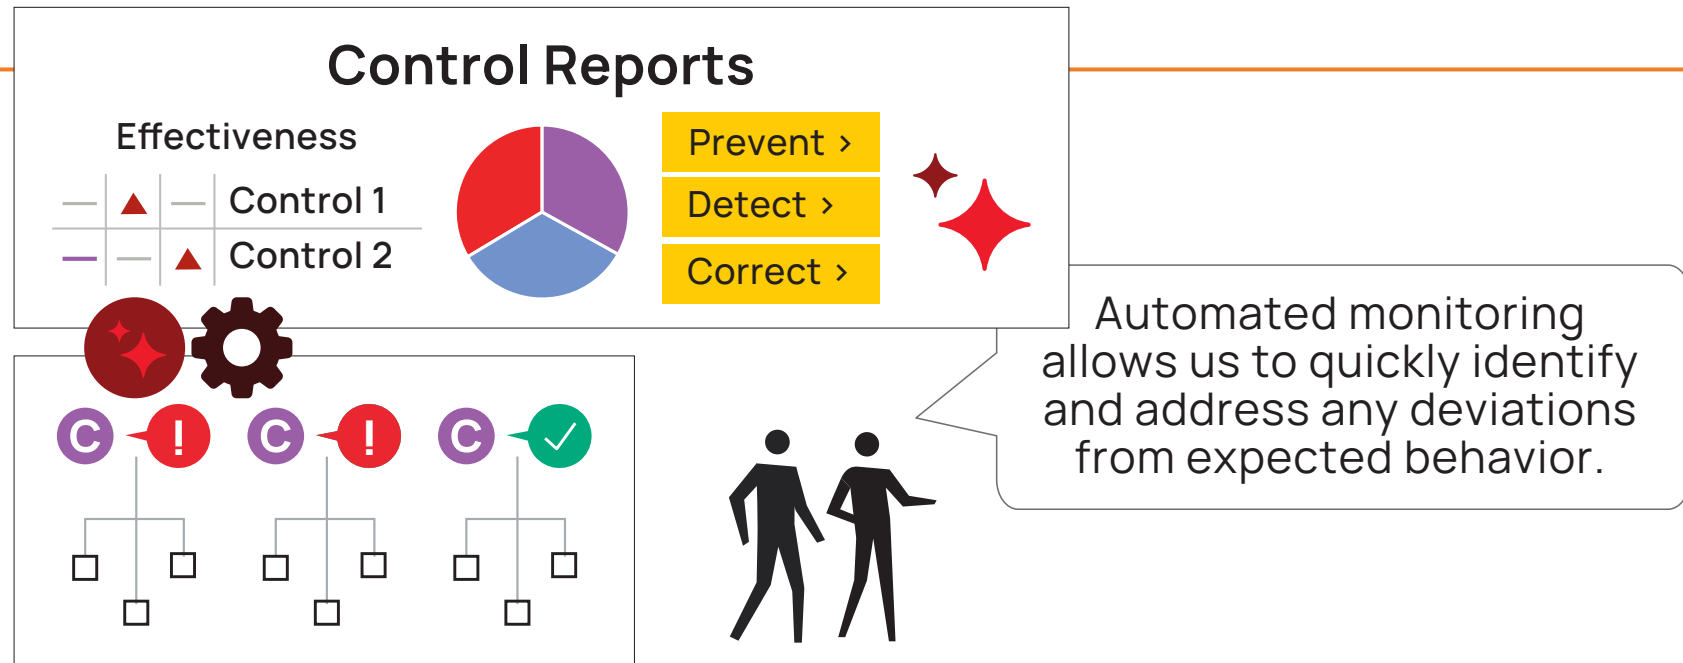 Control Reports
Effectiveness
Control 1
Control 2
Prevent >
Detect >
Correct >
Automated monitoring
allows us to quickly identify
and address any deviations
from expected behavior.
C ! C ! C ✓